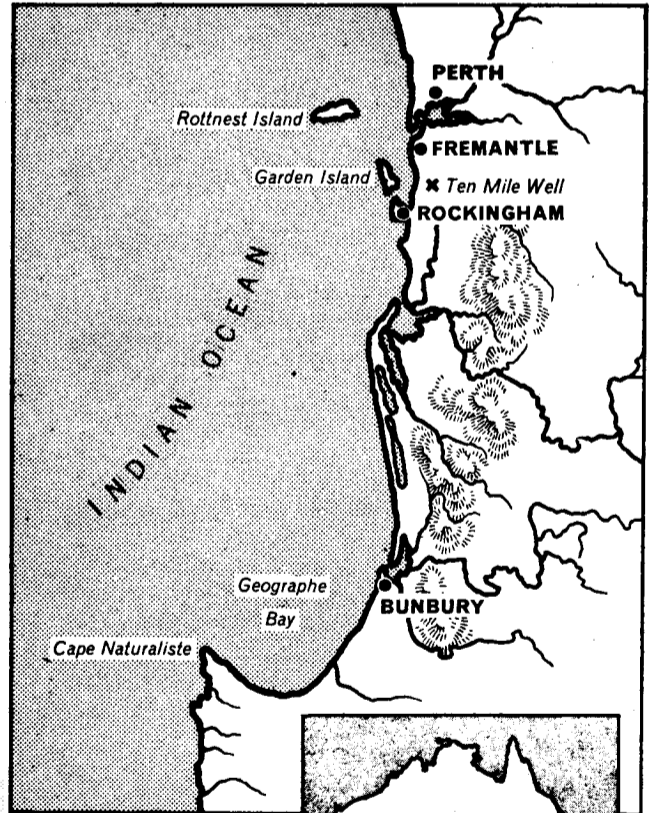 PERTH
Rottnest Island
FREMANTLE
Garden Island
Ten Mile Well
ROCKINGHAM
INDIAN OCEAN
Geographe
Bay
BUNBURY
Cape Naturaliste